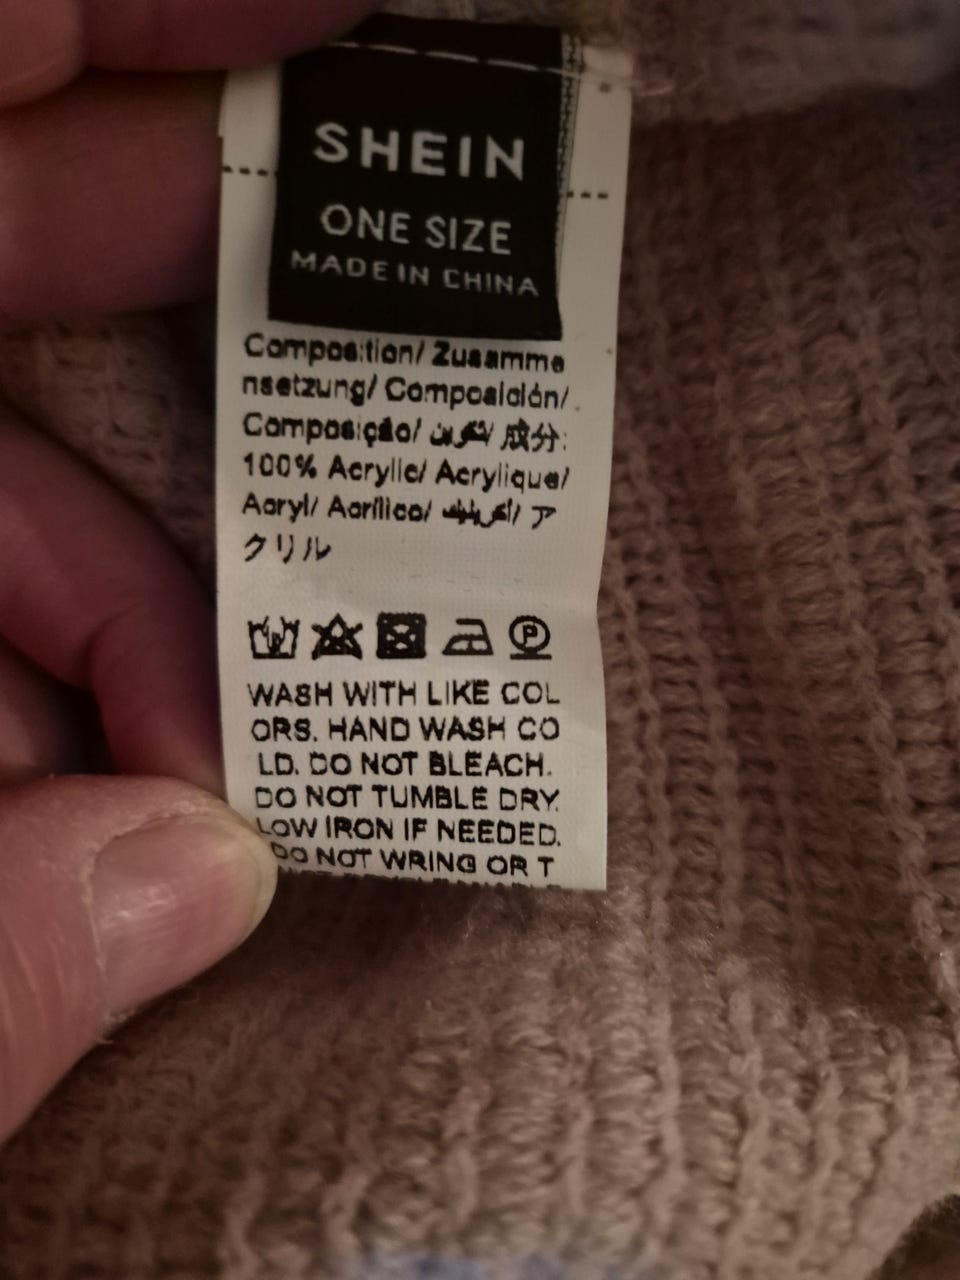 SHEIN
ONE SIZE
MADE IN CHINA
Composition/ Zusamme
nsetzung/ Composición/
Composição/ تكوين/ 成分:
100% Acrylic/ Acrylique/
Acryl/ Acrílico/ أكريليك/ ア
クリル
P
WASH WITH LIKE COL
ORS. HAND WASH CO
LD. DO NOT BLEACH.
DO NOT TUMBLE DRY.
LOW IRON IF NEEDED.
DO NOT WRING OR T